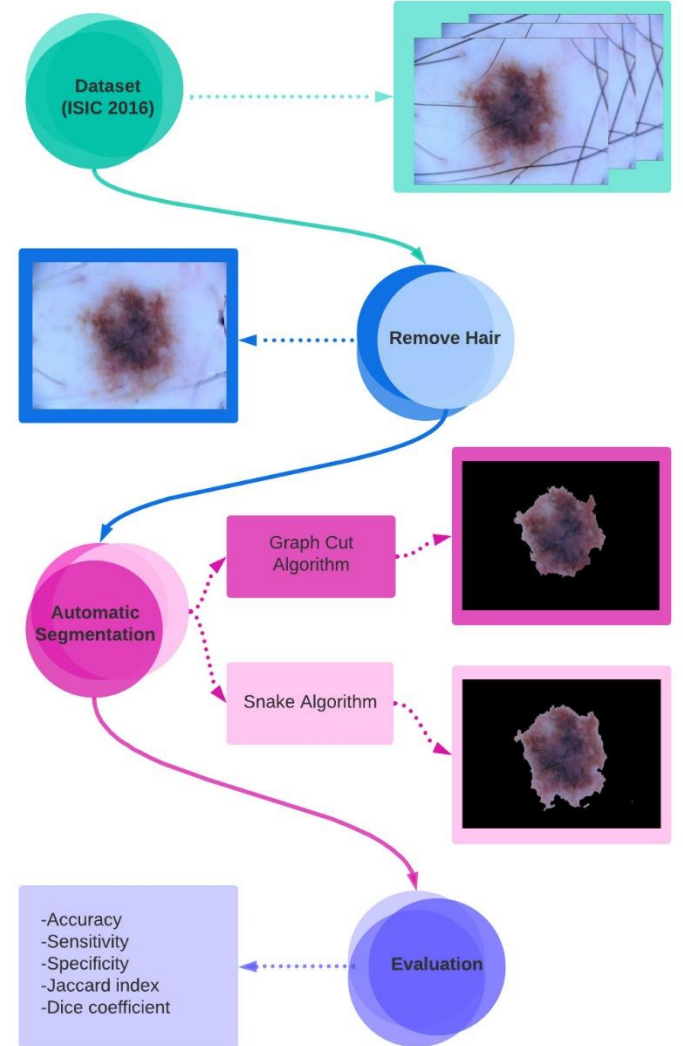 Dataset
(ISIC 2016)
Remove Hair
Graph Cut
Algorithm
Automatic
Segmentation
Snake Algorithm
-Accuracy
-Sensitivity
-Specificity
-Jaccard index
-Dice coefficient
Evaluation